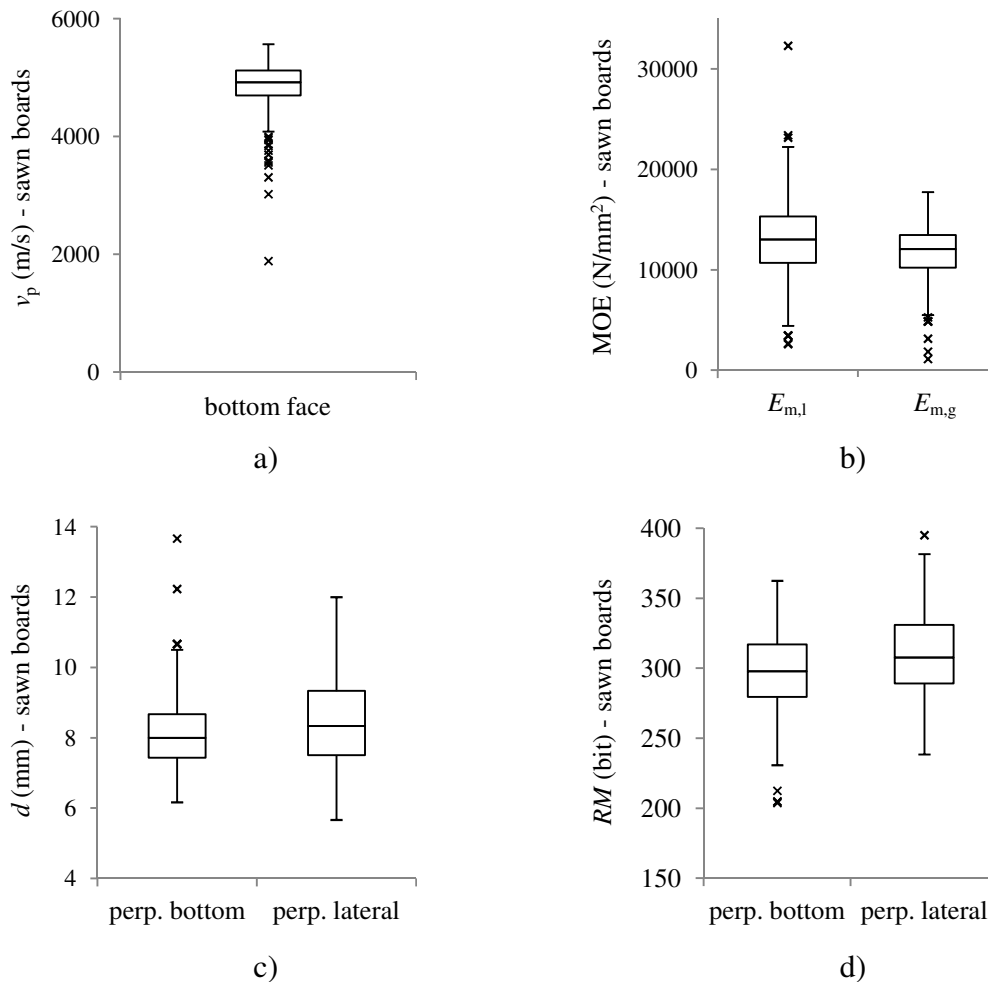 6000
4000
2000
0
v_p (m/s) - sawn boards
bottom face
a)
30000
20000
10000
0
MOE (N/mm²) - sawn boards
E_m,l
E_m,g
b)
14
12
10
8
6
4
d (mm) - sawn boards
perp. bottom
perp. lateral
c)
400
350
300
250
200
150
RM (bit) - sawn boards
perp. bottom
perp. lateral
d)